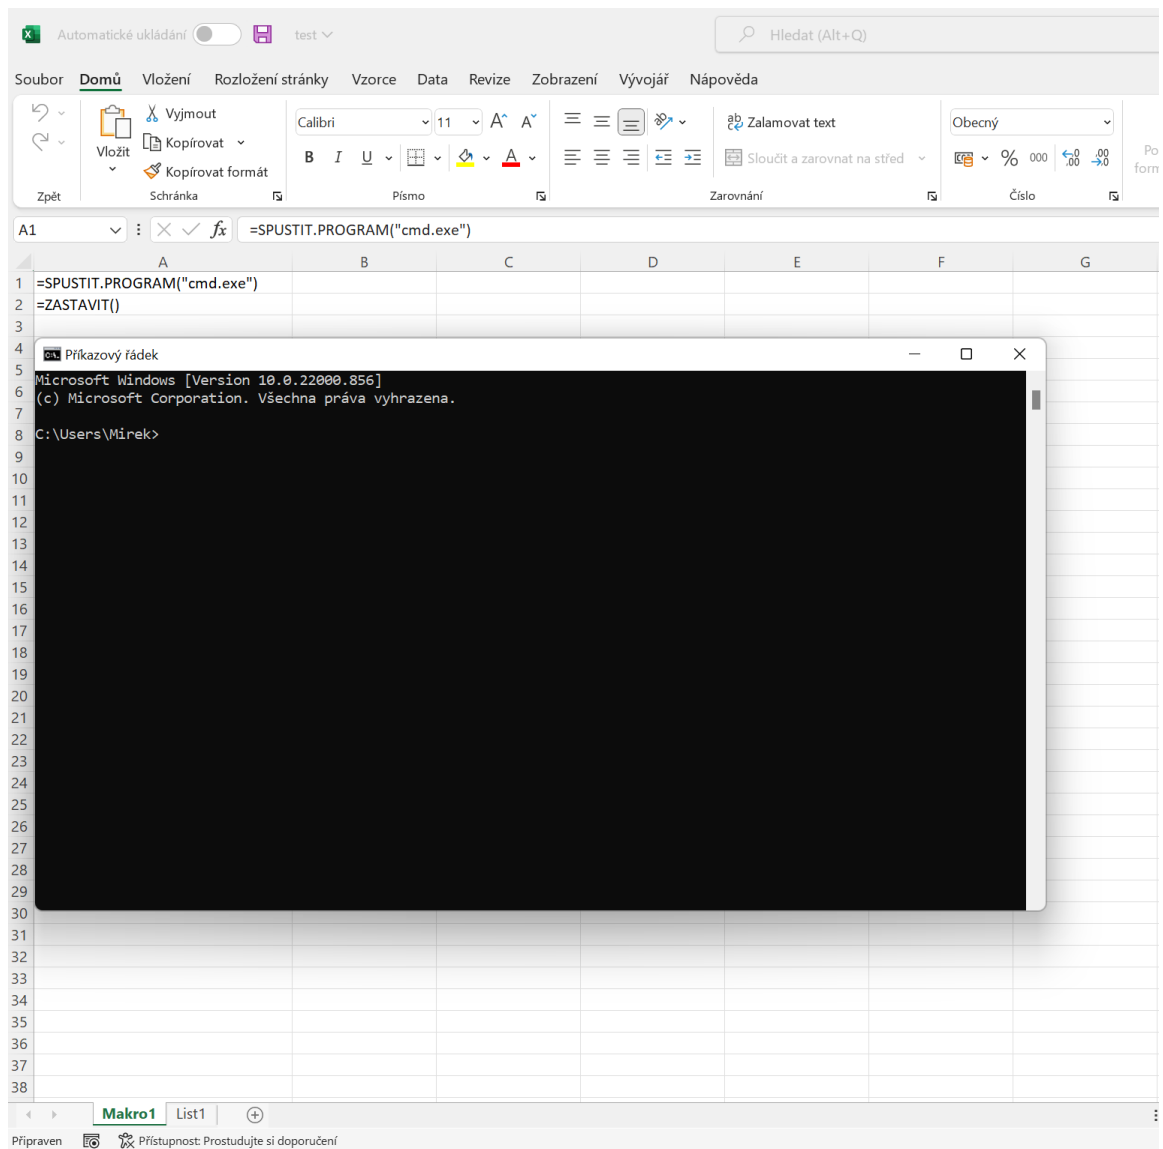 Automatické ukládání
test
Hledat (Alt+Q)
Soubor Domů Vložení Rozložení stránky Vzorce Data Revize Zobrazení Vývojář Nápověda
Vložit
Vyjmout
Kopírovat
Kopírovat formát
Calibri 11
B I U A
Zalamovat text
Sloučit a zarovnat na střed
Obecný
% 000
Po
form
Zpět Schránka Písmo Zarovnání Číslo
A1 fx =SPUSTIT.PROGRAM("cmd.exe")
A B C D E F G
1 =SPUSTIT.PROGRAM("cmd.exe")
2 =ZASTAVIT()
3
4
5
6
7
8
9
10
11
12
13
14
15
16
17
18
19
20
21
22
23
24
25
26
27
28
29
30
31
32
33
34
35
36
37
38
Příkazový řádek
Microsoft Windows [Version 10.0.22000.856]
(c) Microsoft Corporation. Všechna práva vyhrazena.
C:\Users\Mirek>
Makro1 List1
Připraven Přístupnost: Prostudujte si doporučení